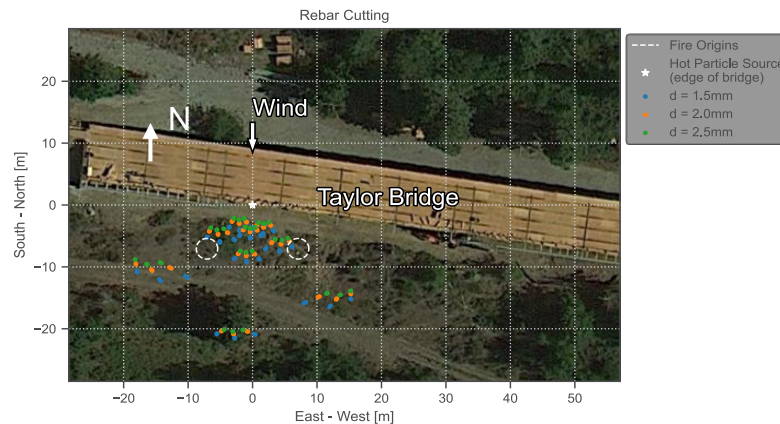 Rebar Cutting
Fire Origins
Hot Particle Source
(edge of bridge)
d = 1.5mm
d = 2.0mm
d = 2.5mm
Wind
N
Taylor Bridge
South - North [m]
20
10
0
−10
−20
−20
−10
0
10
20
30
40
50
East - West [m]